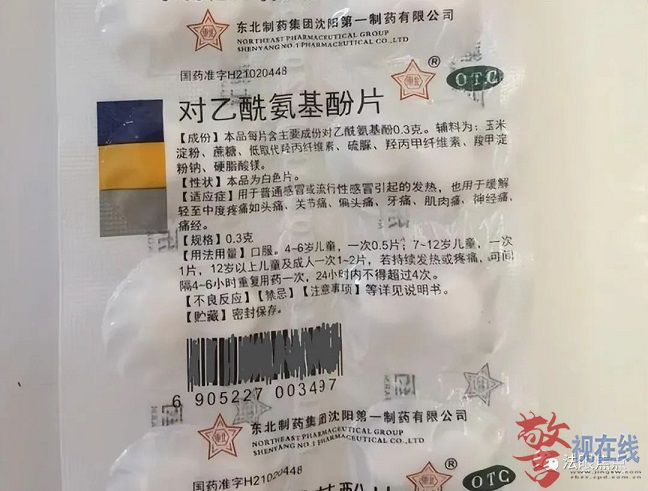 东北制药集团沈阳第一制药有限公司
NORTHEAST PHARMACEUTICAL GROUP
SHENYANG NO.1 PHARMACEUTICAL CO.,LTD
国药准字H21020448
东北
®
OTC
对乙酰氨基酚片
【成份】本品每片含主要成份对乙酰氨基酚0.3克。辅料为:玉米
淀粉、蔗糖、低取代羟丙纤维素、硫脲、羟丙甲纤维素、羧甲淀
粉钠、硬脂酸镁。
【性状】本品为白色片。
【适应症】用于普通感冒或流行性感冒引起的发热,也用于缓解
轻至中度疼痛如头痛、关节痛、偏头痛、牙痛、肌肉痛、神经痛、
痛经。
【规格】0.3克
【用法用量】口服。4~6岁儿童,一次0.5片;7~12岁儿童,一次
1片,12岁以上儿童及成人一次1~2片,若持续发热或疼痛,可间
隔4-6小时重复用药一次,24小时内不得超过4次。
【不良反应】【禁忌】【注意事项】等详见说明书。
【贮藏】密封保存。
6 905227 003497
东北制药集团沈阳第一制药有限公司
NORTHEAST PHARMACEUTICAL GROUP
SHENYANG NO.1 PHARMACEUTICAL CO.,LTD
东北
国药准字H21020448
®
OTC
警视在线
法眼焦点